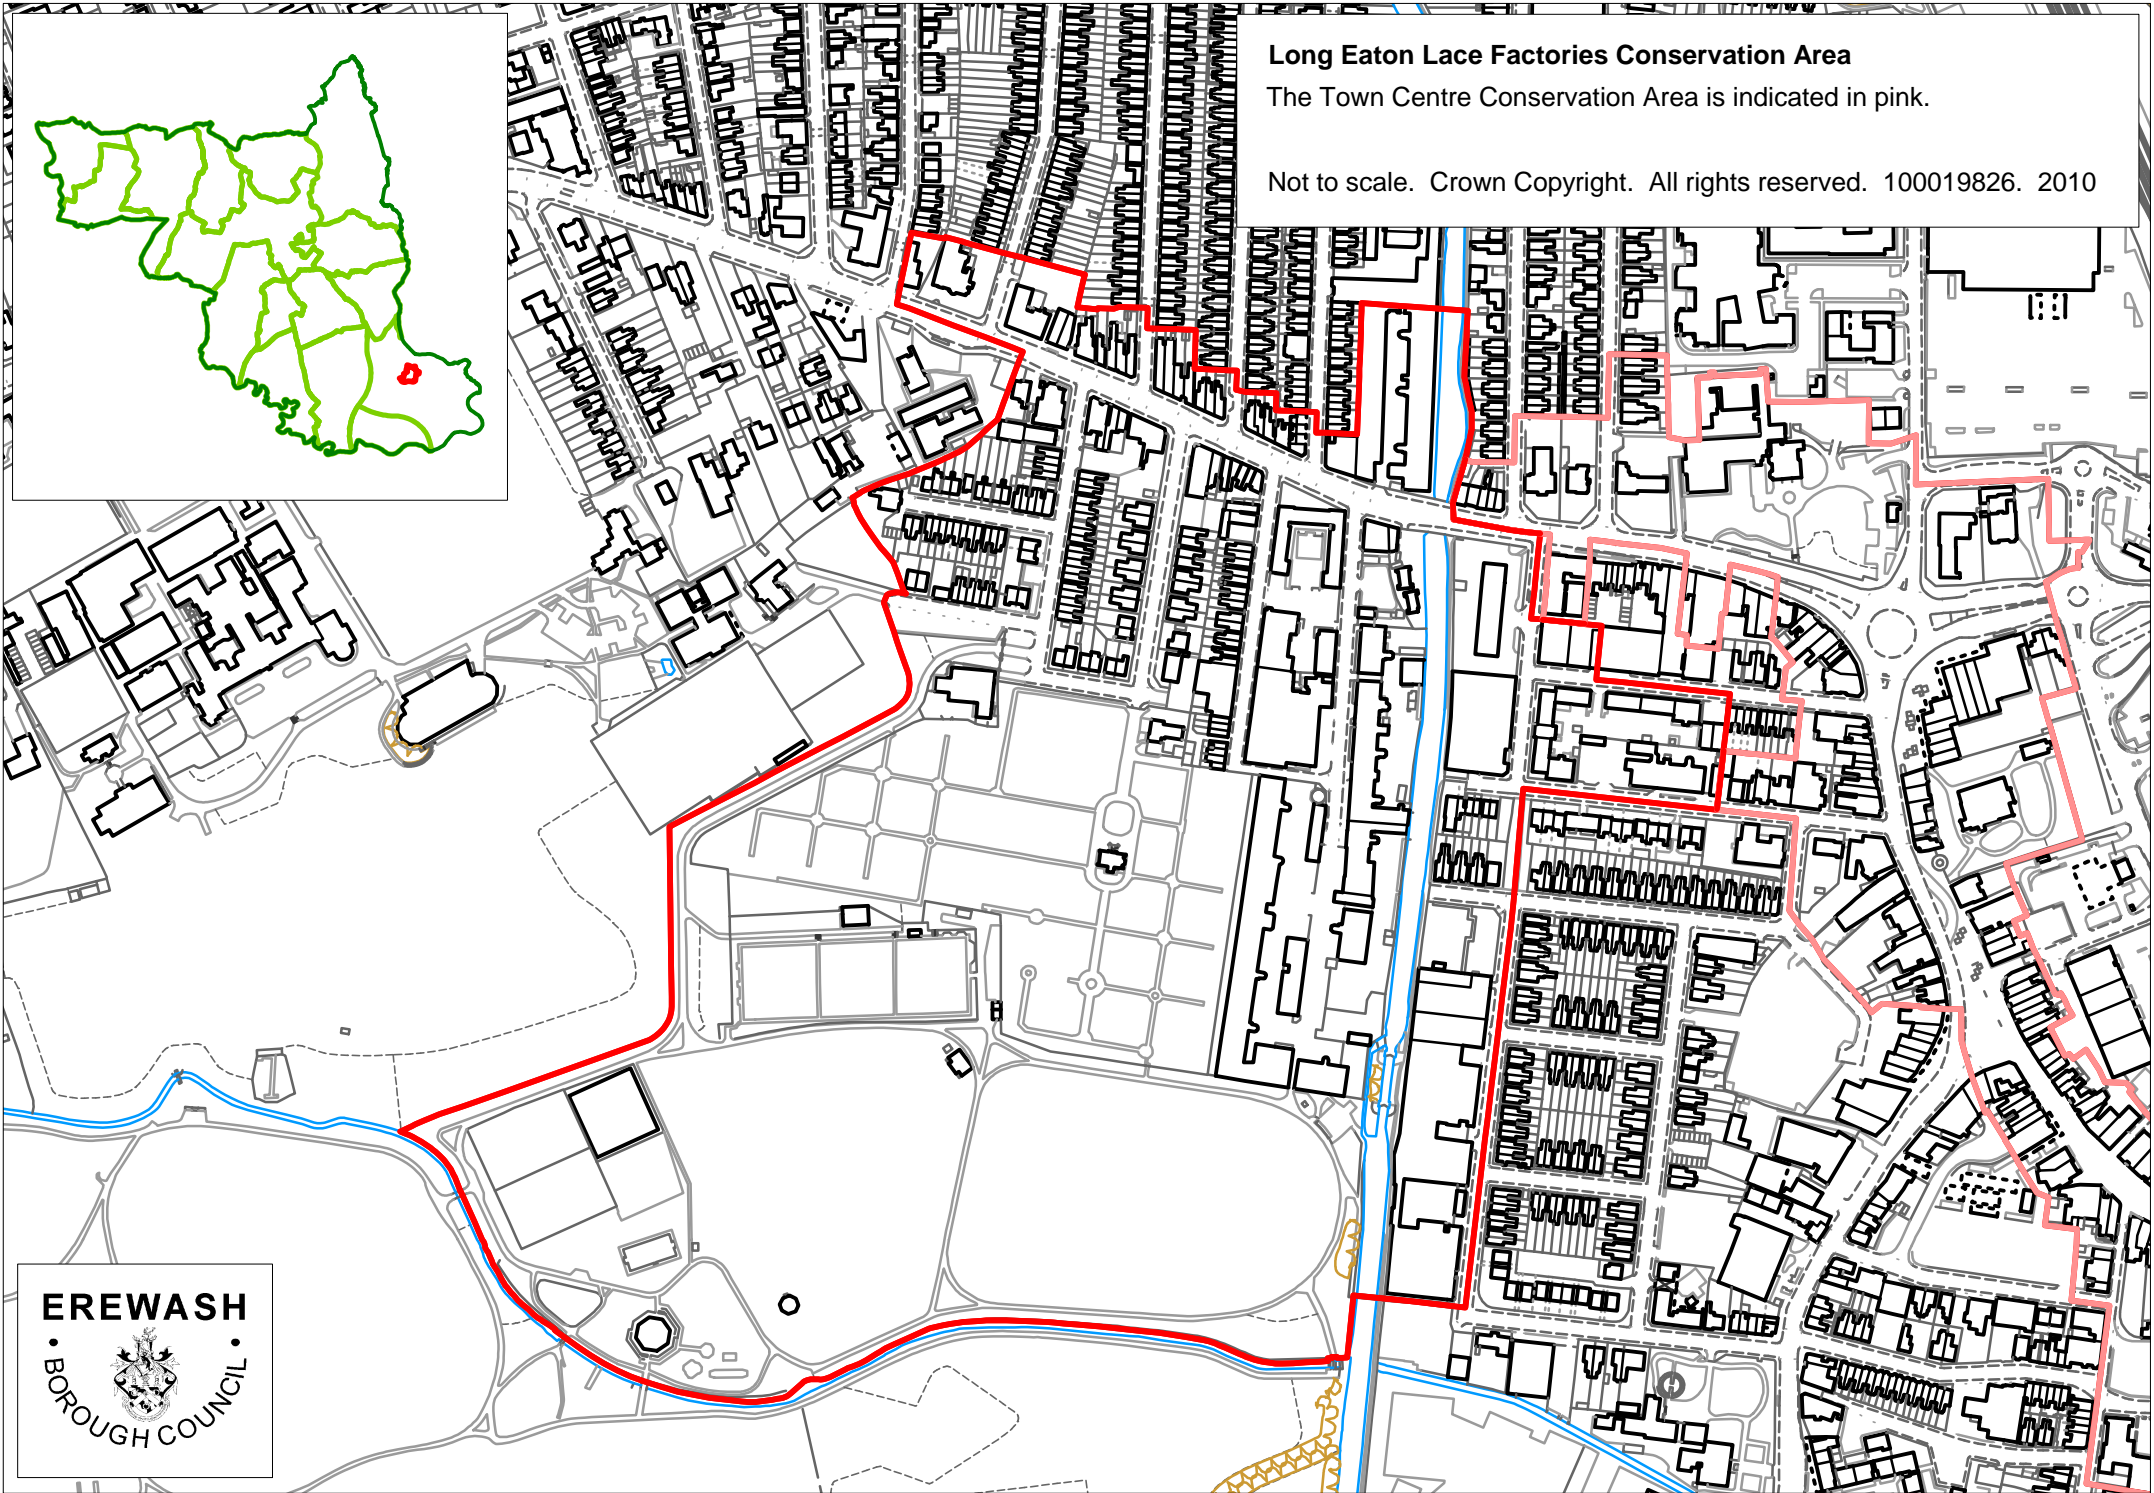 Long Eaton Lace Factories Conservation Area
The Town Centre Conservation Area is indicated in pink.
Not to scale. Crown Copyright. All rights reserved. 100019826. 2010
EREWASH
• BOROUGH COUNCIL •